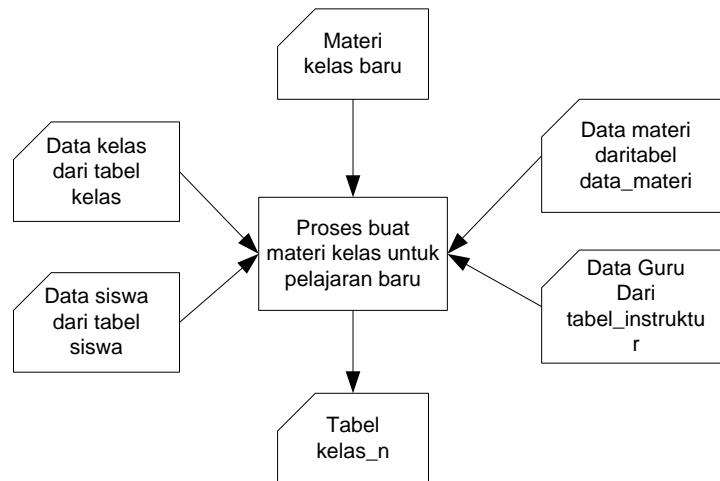 Materi
kelas baru
Data kelas
dari tabel
kelas
Data materi
daritabel
data_materi
Proses buat
materi kelas untuk
pelajaran baru
Data siswa
dari tabel
siswa
Data Guru
Dari
tabel_instruktu
r
Tabel
kelas_n